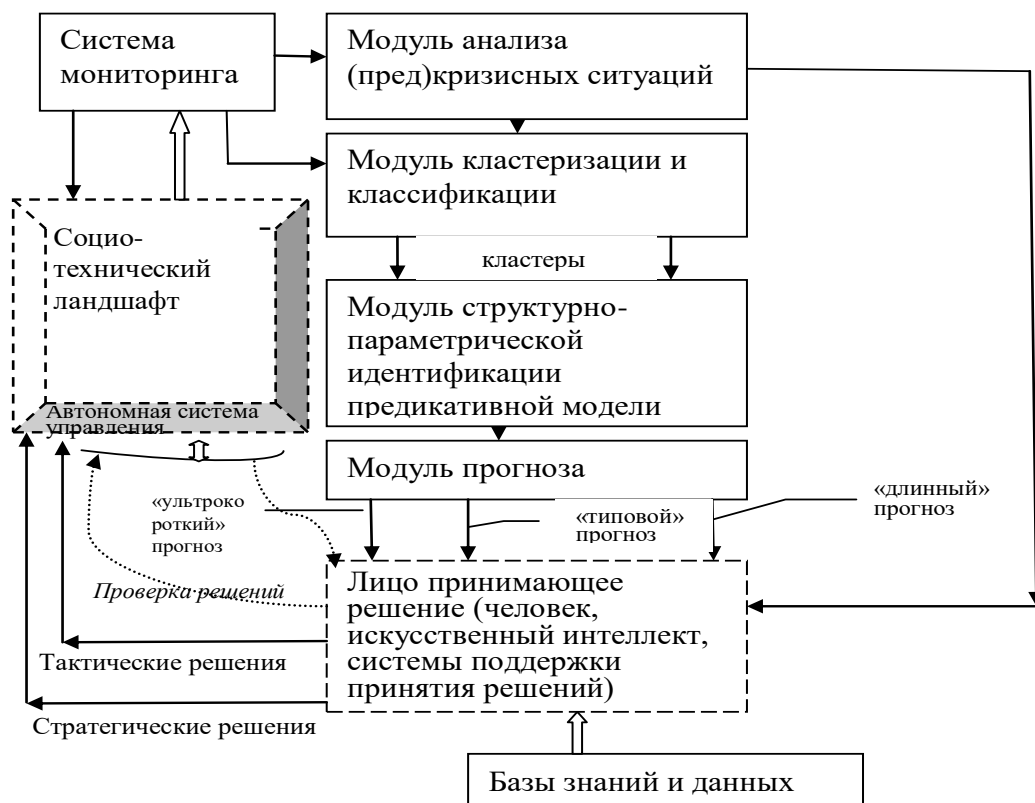 Система
мониторинга
Модуль анализа
(пред)кризисных ситуаций
Модуль кластеризации и
классификации
Социо-
технический
ландшафт
кластеры
Модуль структурно-
параметрической
идентификации
предикативной модели
Автономная система
управления
Модуль прогноза
«ультроко
роткий»
прогноз
«типовой»
прогноз
«длинный»
прогноз
Проверка решений
Лицо принимающее
решение (человек,
искусственный интеллект,
системы поддержки
принятия решений)
Тактические решения
Стратегические решения
Базы знаний и данных